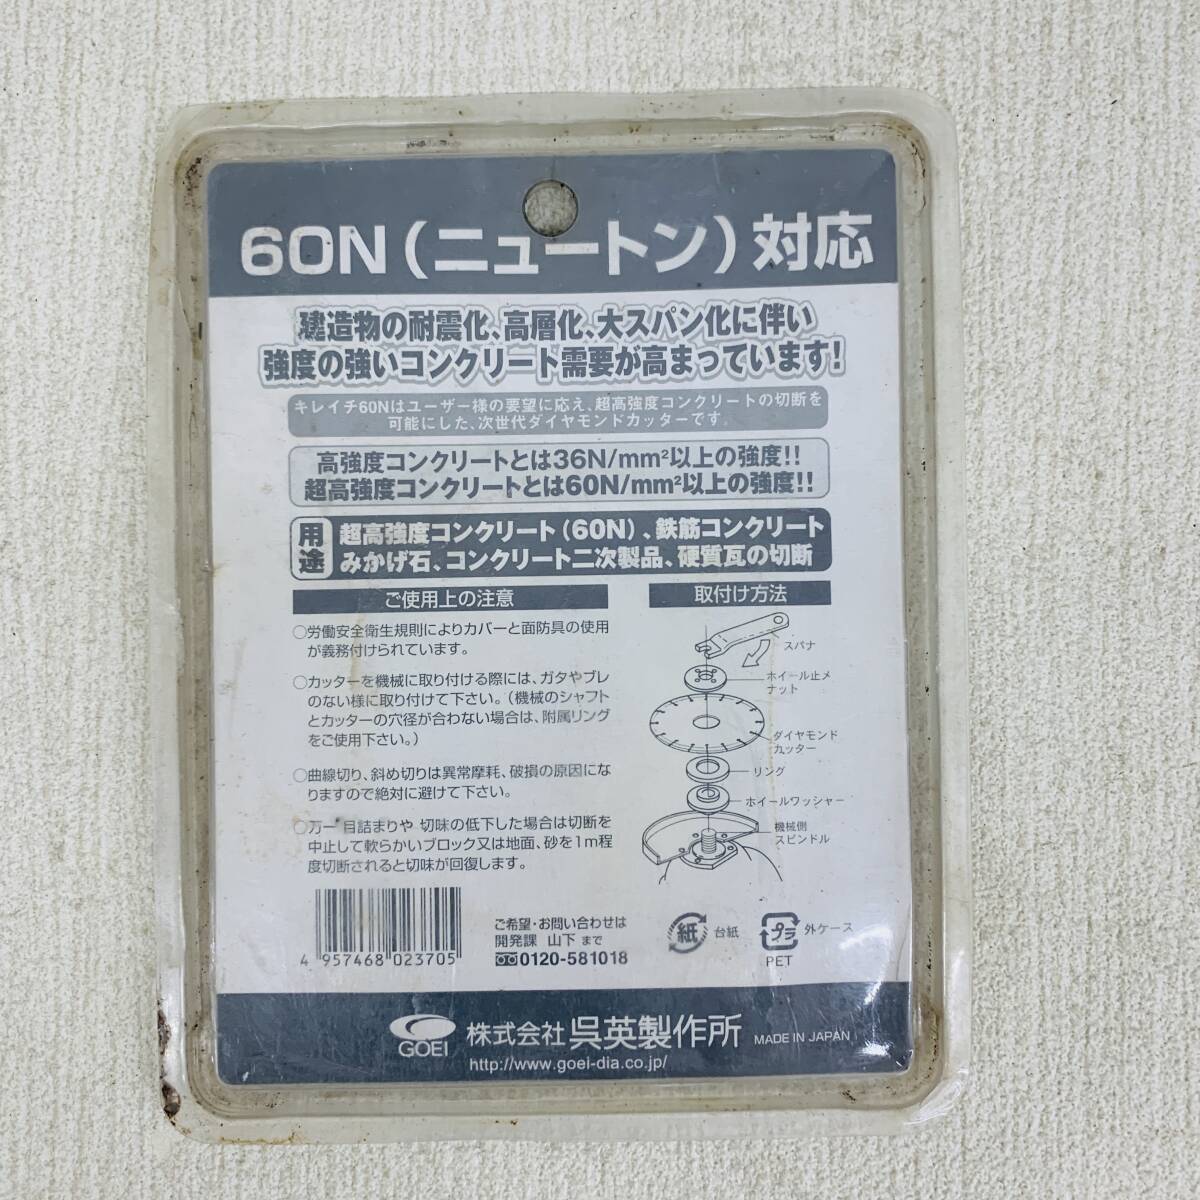 60N(ニュートン)対応
建造物の耐震化、高層化、大スパン化に伴い
強度の強いコンクリート需要が高まっています!
キレイチ60Nはユーザー様の要望に応え、超高強度コンクリートの切断を
可能にした、次世代ダイヤモンドカッターです。
高強度コンクリートとは36N/mm²以上の強度!!
超高強度コンクリートとは60N/mm²以上の強度!!
用途
超高強度コンクリート(60N)、鉄筋コンクリート
みかげ石、コンクリート二次製品、硬質瓦の切断
ご使用上の注意
○労働安全衛生規則によりカバーと面防具の使用
が義務付けられています。
○カッターを機械に取り付ける際には、ガタやブレ
のない様に取り付けて下さい。(機械のシャフト
とカッターの穴径が合わない場合は、附属リング
をご使用下さい。)
○曲線切り、斜め切りは異常摩耗、破損の原因にな
りますので絶対に避けて下さい。
○万一 目詰まりや 切味の低下した場合は切断を
中止して軟らかいブロック又は地面、砂を1m程
度切断されると切味が回復します。
取付け方法
スパナ
ホイール止メ
ナット
ダイヤモンド
カッター
リング
ホイールワッシャー
機械側
スピンドル
4 957468 023705
ご希望・お問い合わせは
開発課 山下 まで
0120-581018
紙
台紙
プラ
外ケース
PET
GOEI
株式会社 呉英製作所
MADE IN JAPAN
http://www.goei-dia.co.jp/